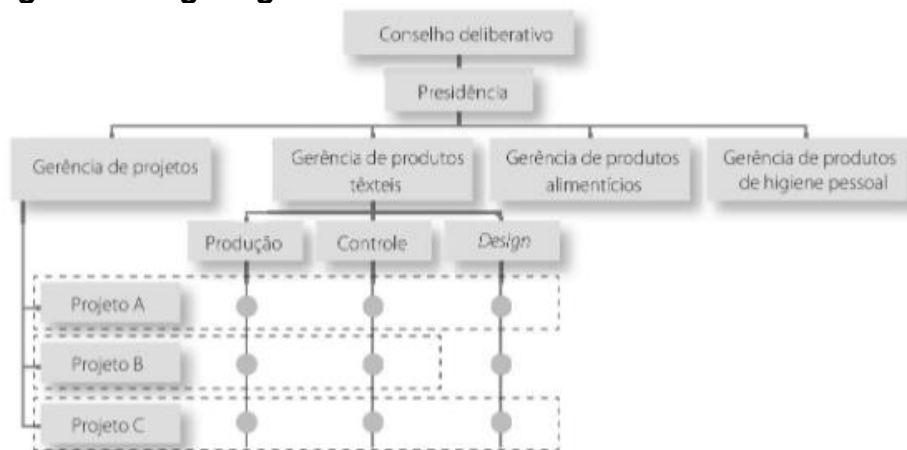 Conselho deliberativo
Presidência
Gerência de projetos
Gerência de produtos
têxteis
Gerência de produtos
alimentícios
Gerência de produtos
de higiene pessoal
Produção
Controle
Design
Projeto A
Projeto B
Projeto C